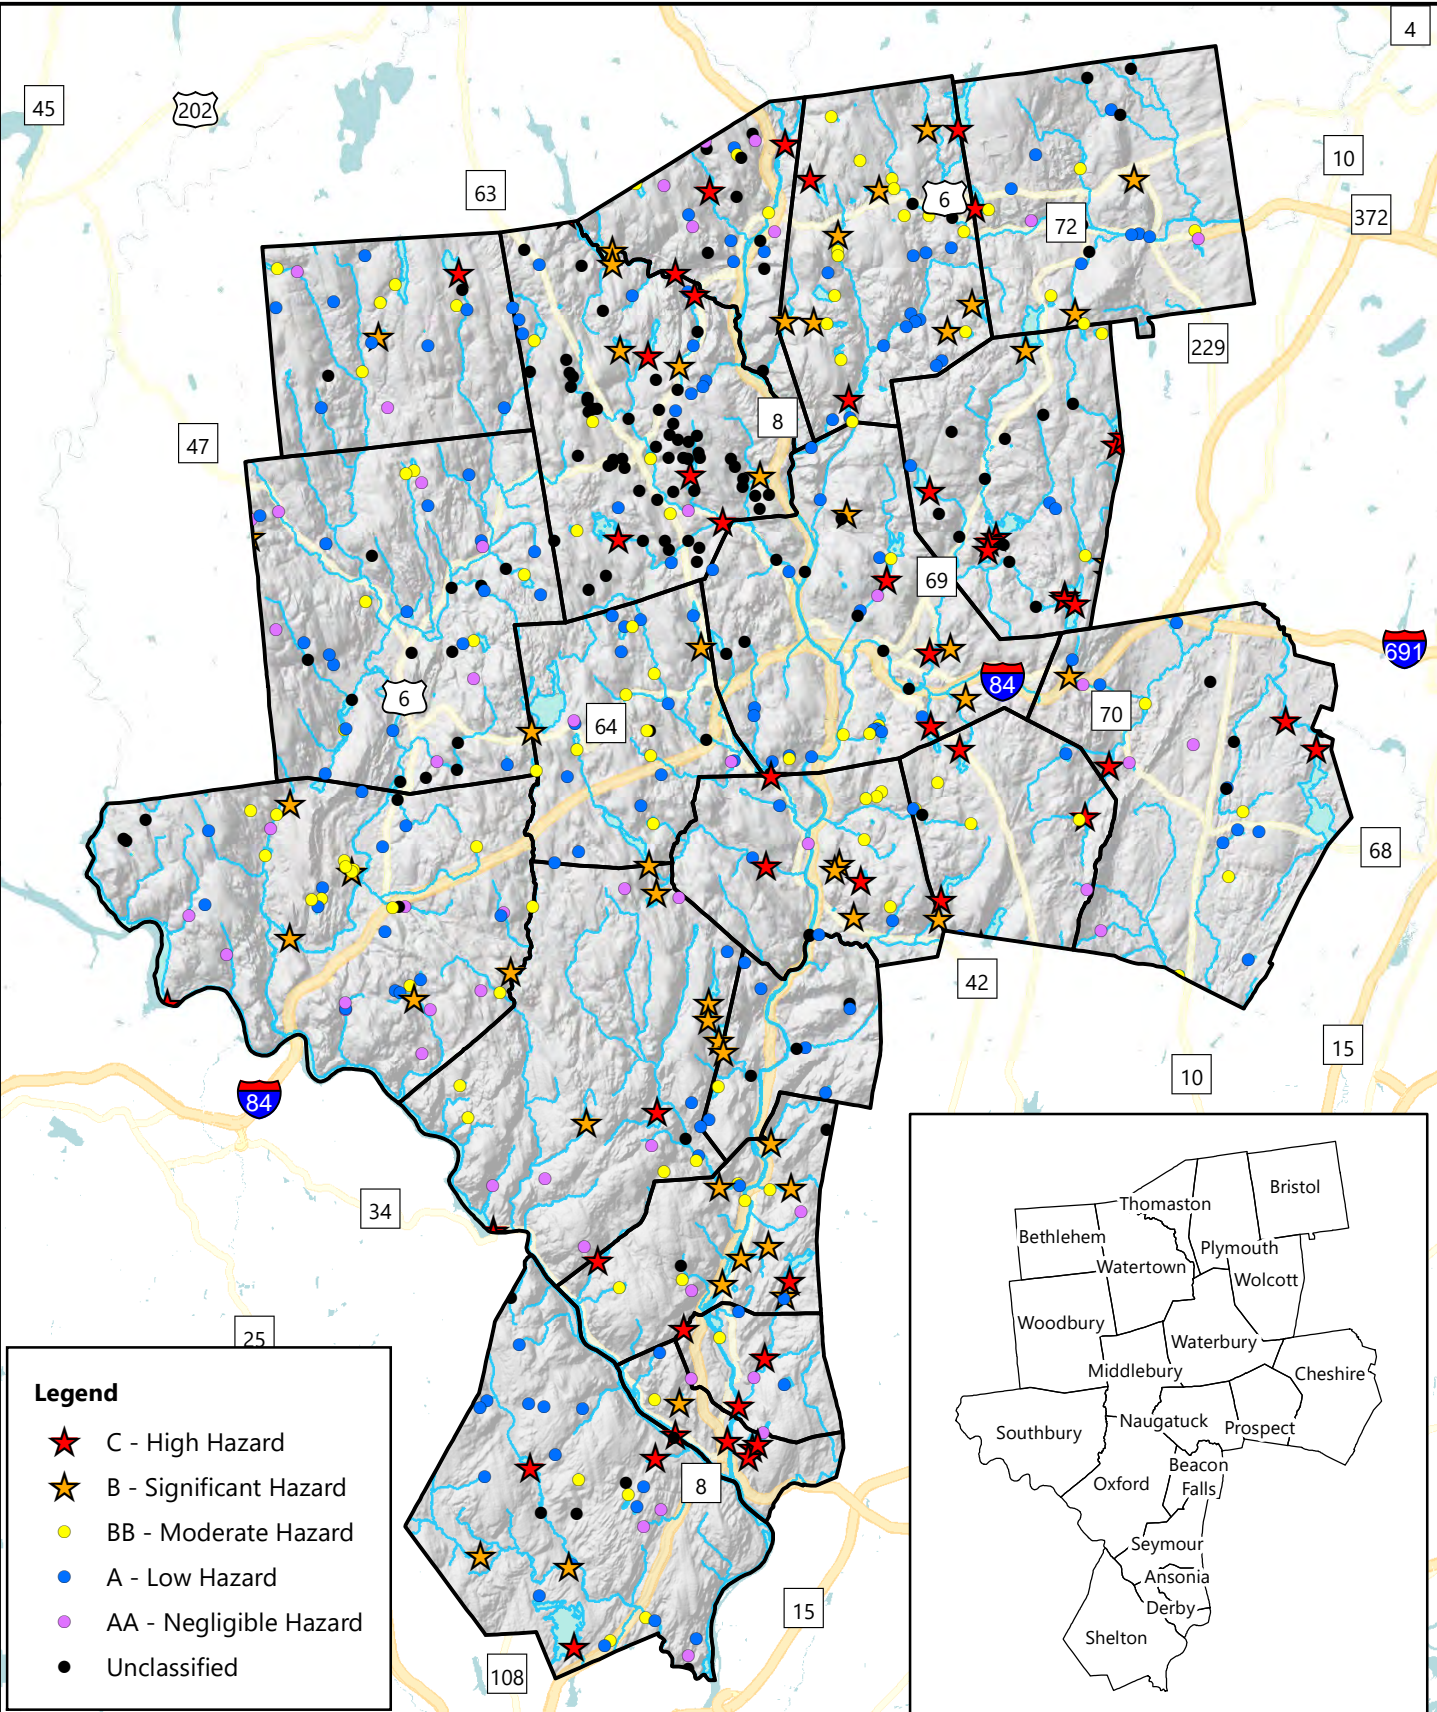 4
45
202
10
63
372
6
72
229
8
47
69
691
84
6
64
70
68
42
15
10
84
34
25
8
15
108
Legend
C - High Hazard
B - Significant Hazard
BB - Moderate Hazard
A - Low Hazard
AA - Negligible Hazard
Unclassified
Bristol
Thomaston
Bethlehem
Plymouth
Watertown
Wolcott
Woodbury
Waterbury
Middlebury
Cheshire
Naugatuck
Prospect
Southbury
Beacon
Falls
Oxford
Seymour
Ansonia
Derby
Shelton